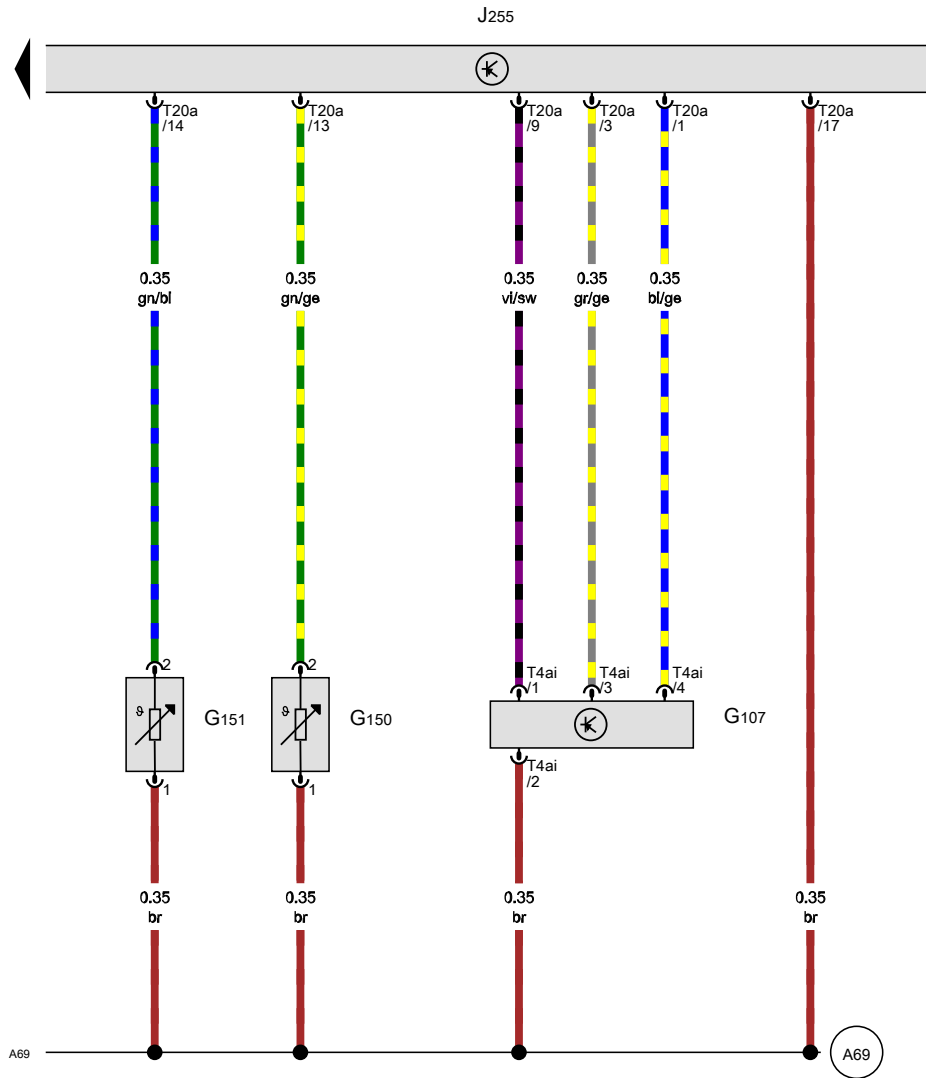 J255
T20a
/14
T20a
/13
T20a
/9
T20a
/3
T20a
/1
T20a
/17
0.35
gn/bl
0.35
gn/ge
0.35
vi/sw
0.35
gr/ge
0.35
bl/ge
2
2
T4ai
/1
T4ai
/3
T4ai
/4
ϑ
G151
ϑ
G150
G107
1
1
T4ai
/2
0.35
br
0.35
br
0.35
br
0.35
br
A69
A69